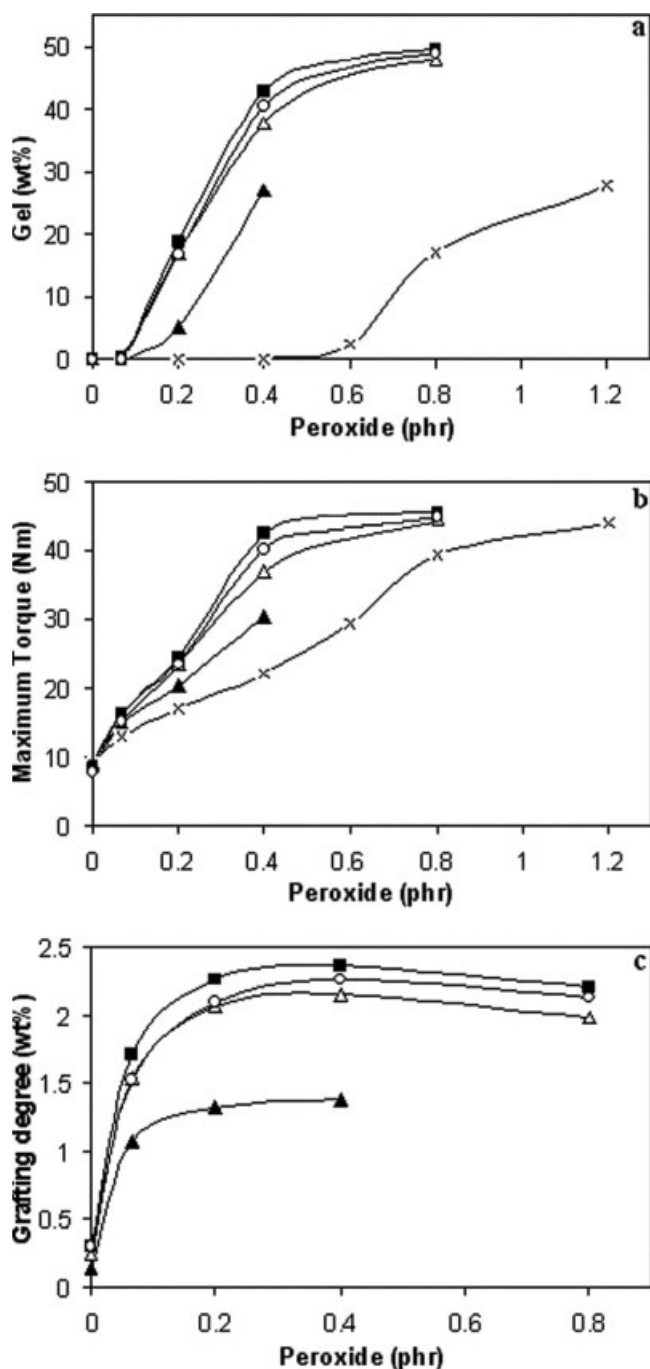 a
50
40
30
20
10
0
Gel (wt%)
0 0.2 0.4 0.6 0.8 1 1.2
Peroxide (phr)
b
50
40
30
20
10
0
Maximum Torque (Nm)
0 0.2 0.4 0.6 0.8 1 1.2
Peroxide (phr)
c
2.5
2
1.5
1
0.5
0
Grafting degree (wt%)
0 0.2 0.4 0.6 0.8
Peroxide (phr)